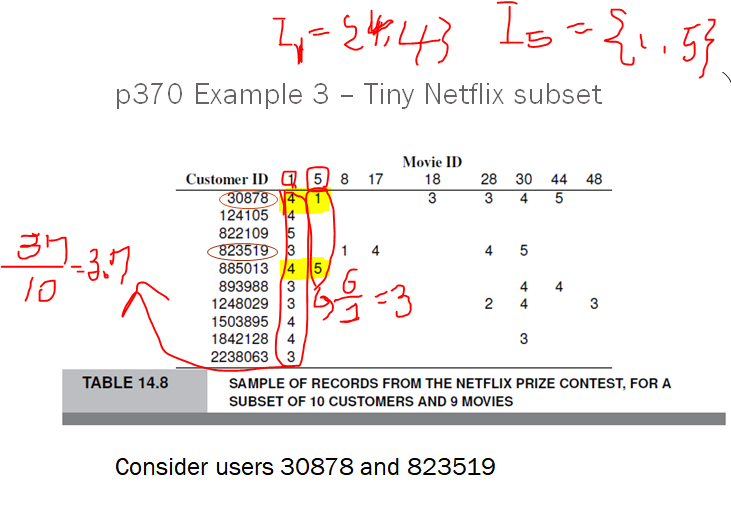 I₁ = {4, 4} I₅ = {1, 5}
p370 Example 3 – Tiny Netflix subset
Movie ID
Customer ID 1 5 8 17 18 28 30 44 48
30878 4 1 3 3 4 5
124105 4
822109 5
823519 3 1 4 4 5
885013 4 5
893988 3 4 4
1248029 3 2 4 3
1503895 4
1842128 4 3
2238063 3
37/10 = 3.7
= 3
TABLE 14.8 SAMPLE OF RECORDS FROM THE NETFLIX PRIZE CONTEST, FOR A
SUBSET OF 10 CUSTOMERS AND 9 MOVIES
Consider users 30878 and 823519